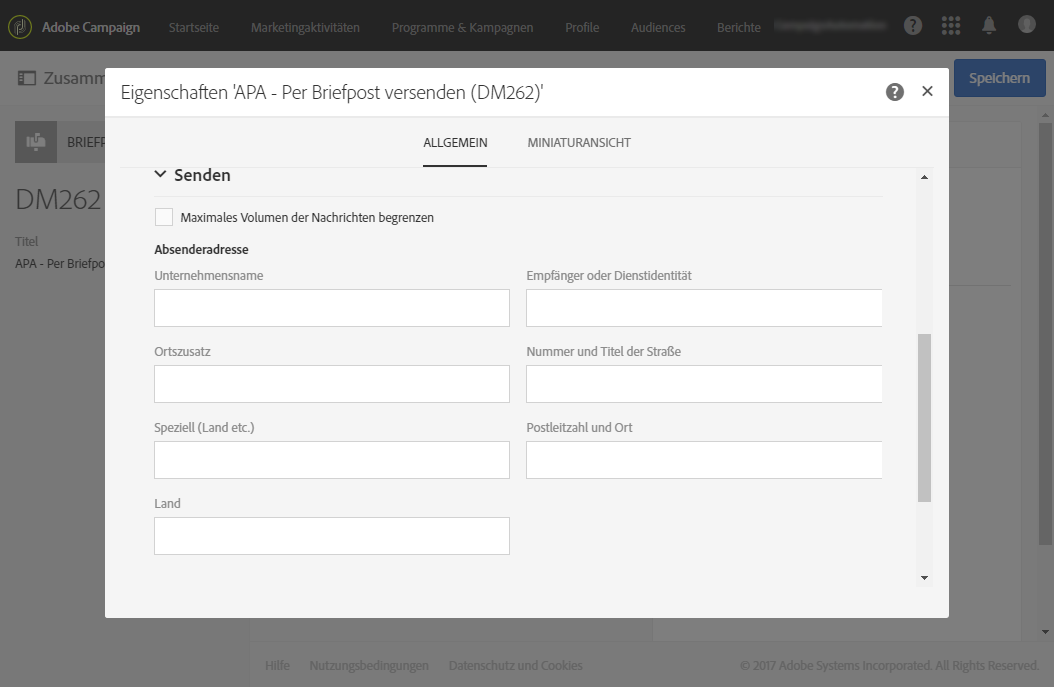 Adobe Campaign Startseite Marketingaktivitäten Programme & Kampagnen Profile Audiences Berichte
Zusamm
Speichern
Eigenschaften 'APA - Per Briefpost versenden (DM262)'
ALLGEMEIN MINIATURANSICHT
BRIEFP
DM262
Titel
APA - Per Briefpo
Senden
Maximales Volumen der Nachrichten begrenzen
Absenderadresse
Unternehmensname Empfänger oder Dienstidentität
Ortszusatz Nummer und Titel der Straße
Speziell (Land etc.) Postleitzahl und Ort
Land
Hilfe Nutzungsbedingungen Datenschutz und Cookies © 2017 Adobe Systems Incorporated. All Rights Reserved.